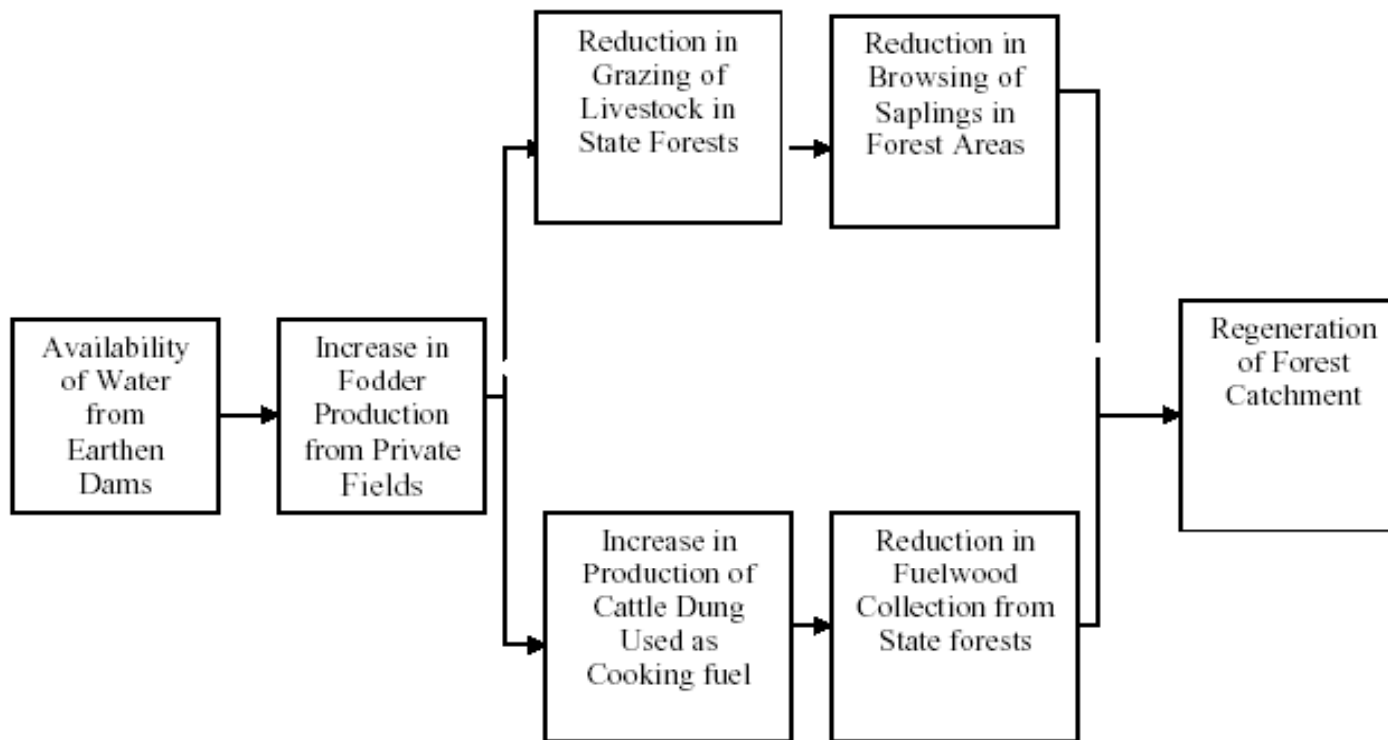 Availability
of Water
from
Earthen
Dams
Increase in
Fodder
Production
from Private
Fields
Reduction in
Grazing of
Livestock in
State Forests
Reduction in
Browsing of
Saplings in
Forest Areas
Increase in
Production of
Cattle Dung
Used as
Cooking fuel
Reduction in
Fuelwood
Collection from
State forests
Regeneration
of Forest
Catchment